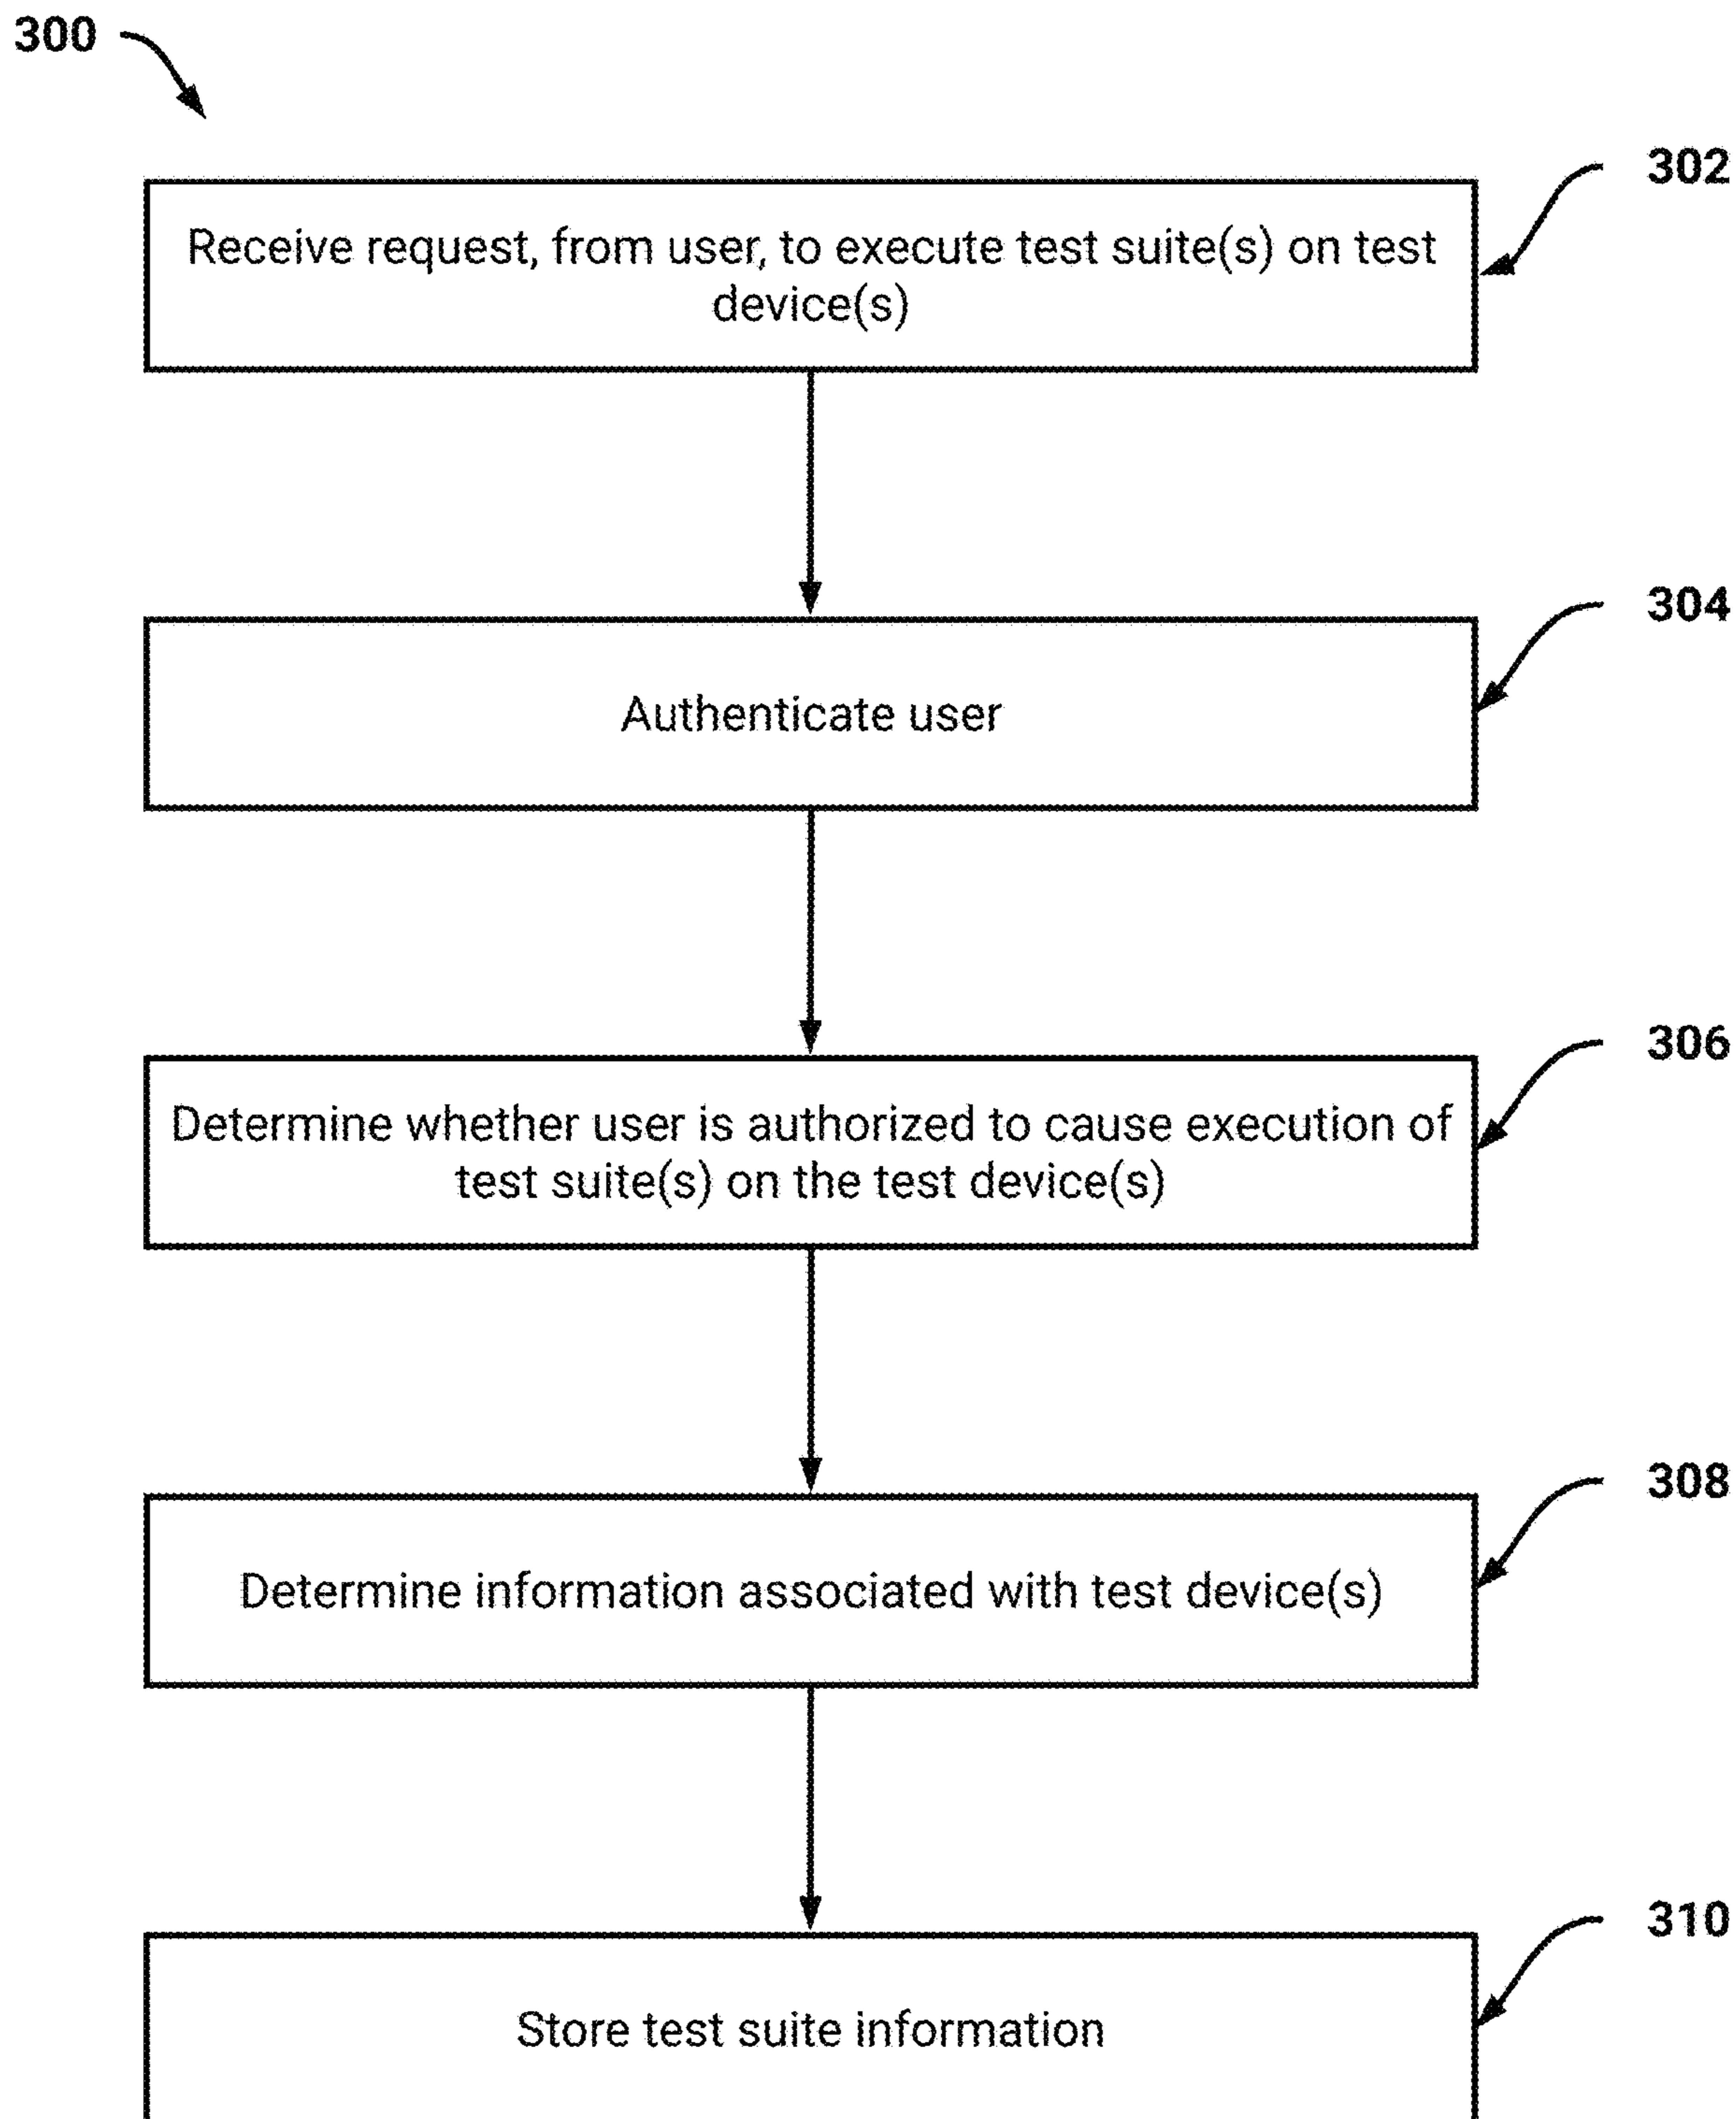 300
302
Receive request, from user, to execute test suite(s) on test
device(s)
304
Authenticate user
306
Determine whether user is authorized to cause execution of
test suite(s) on the test device(s)
308
Determine information associated with test device(s)
310
Store test suite information